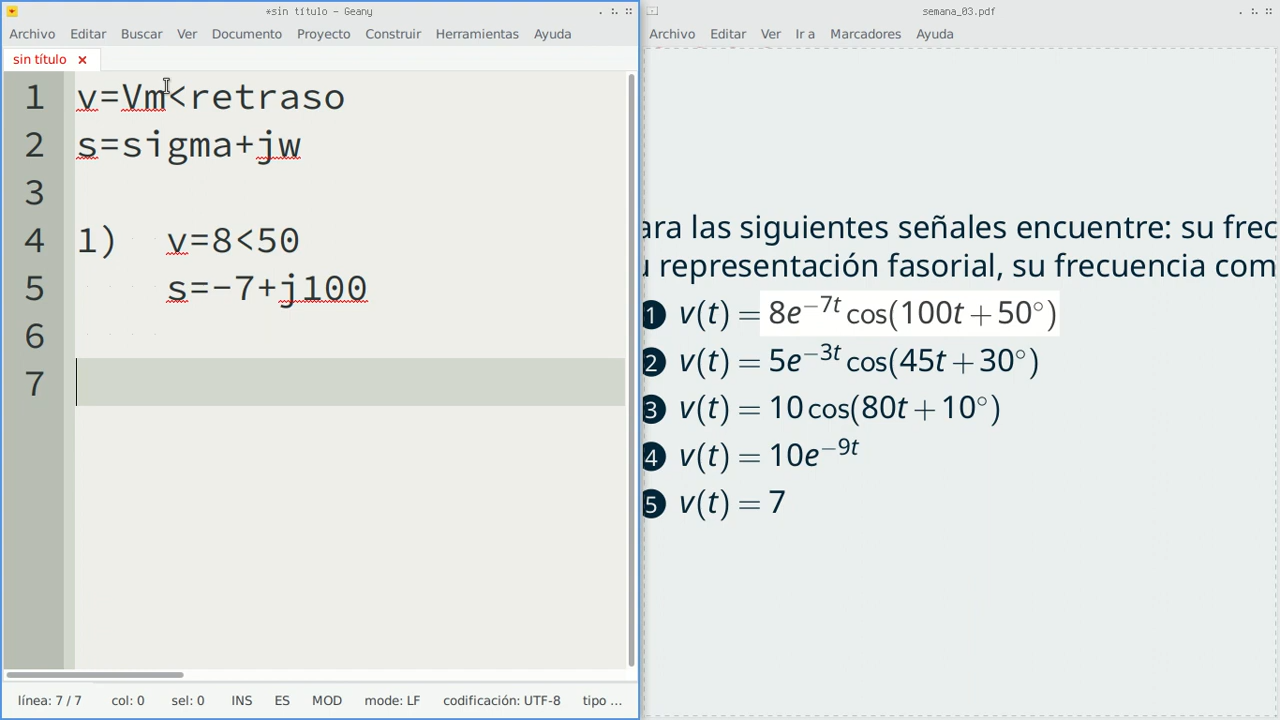 *sin título - Geany
Archivo Editar Buscar Ver Documento Proyecto Construir Herramientas Ayuda
sin título ×
1 v=Vm<retraso
2 s=sigma+jw
3
4 1) v=8<50
5 s=-7+j100
6
7
línea: 7 / 7 col: 0 sel: 0 INS ES MOD mode: LF codificación: UTF-8 tipo ...
semana_03.pdf
Archivo Editar Ver Ir a Marcadores Ayuda
ara las siguientes señales encuentre: su frec
representación fasorial, su frecuencia com
1 v(t) = 8e⁻⁷ᵗ cos(100t + 50°)
2 v(t) = 5e⁻³ᵗ cos(45t + 30°)
3 v(t) = 10 cos(80t + 10°)
4 v(t) = 10e⁻⁹ᵗ
5 v(t) = 7